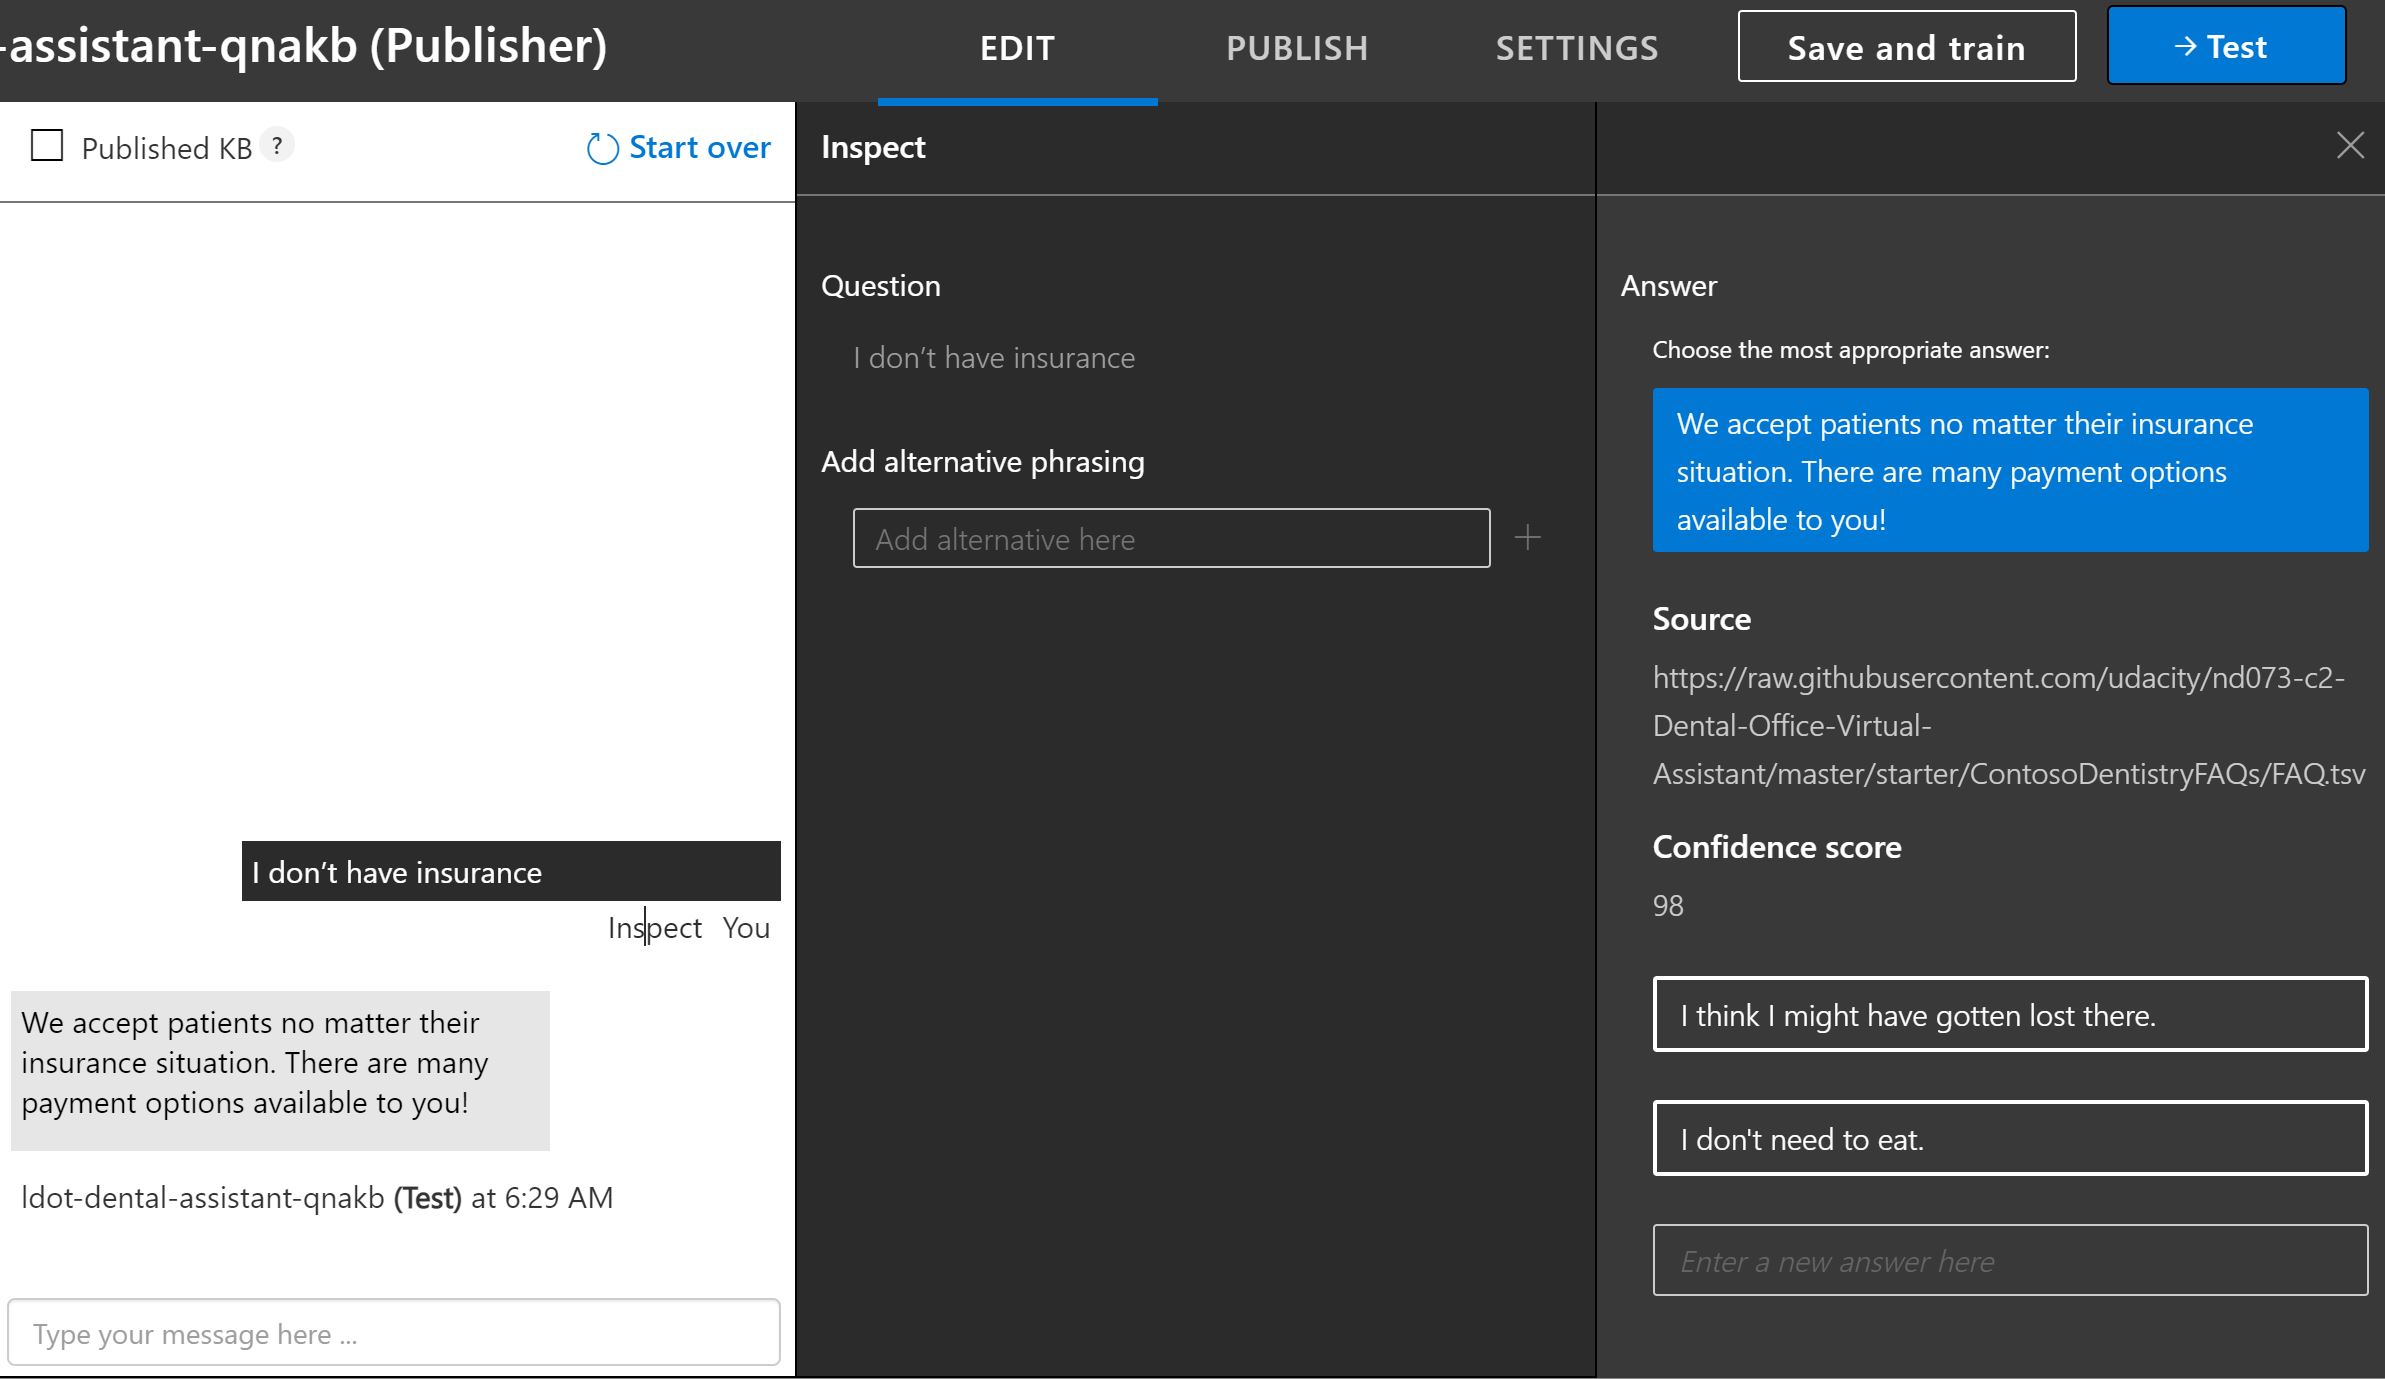 -assistant-qnakb (Publisher)
EDIT
PUBLISH
SETTINGS
Save and train
→ Test
Published KB ?
Start over
I don’t have insurance
Inspect You
We accept patients no matter their
insurance situation. There are many
payment options available to you!
ldot-dental-assistant-qnakb (Test) at 6:29 AM
Type your message here ...
Inspect
Question
I don’t have insurance
Add alternative phrasing
Add alternative here
Answer
Choose the most appropriate answer:
We accept patients no matter their insurance
situation. There are many payment options
available to you!
Source
https://raw.githubusercontent.com/udacity/nd073-c2-
Dental-Office-Virtual-
Assistant/master/starter/ContosoDentistryFAQs/FAQ.tsv
Confidence score
98
I think I might have gotten lost there.
I don't need to eat.
Enter a new answer here